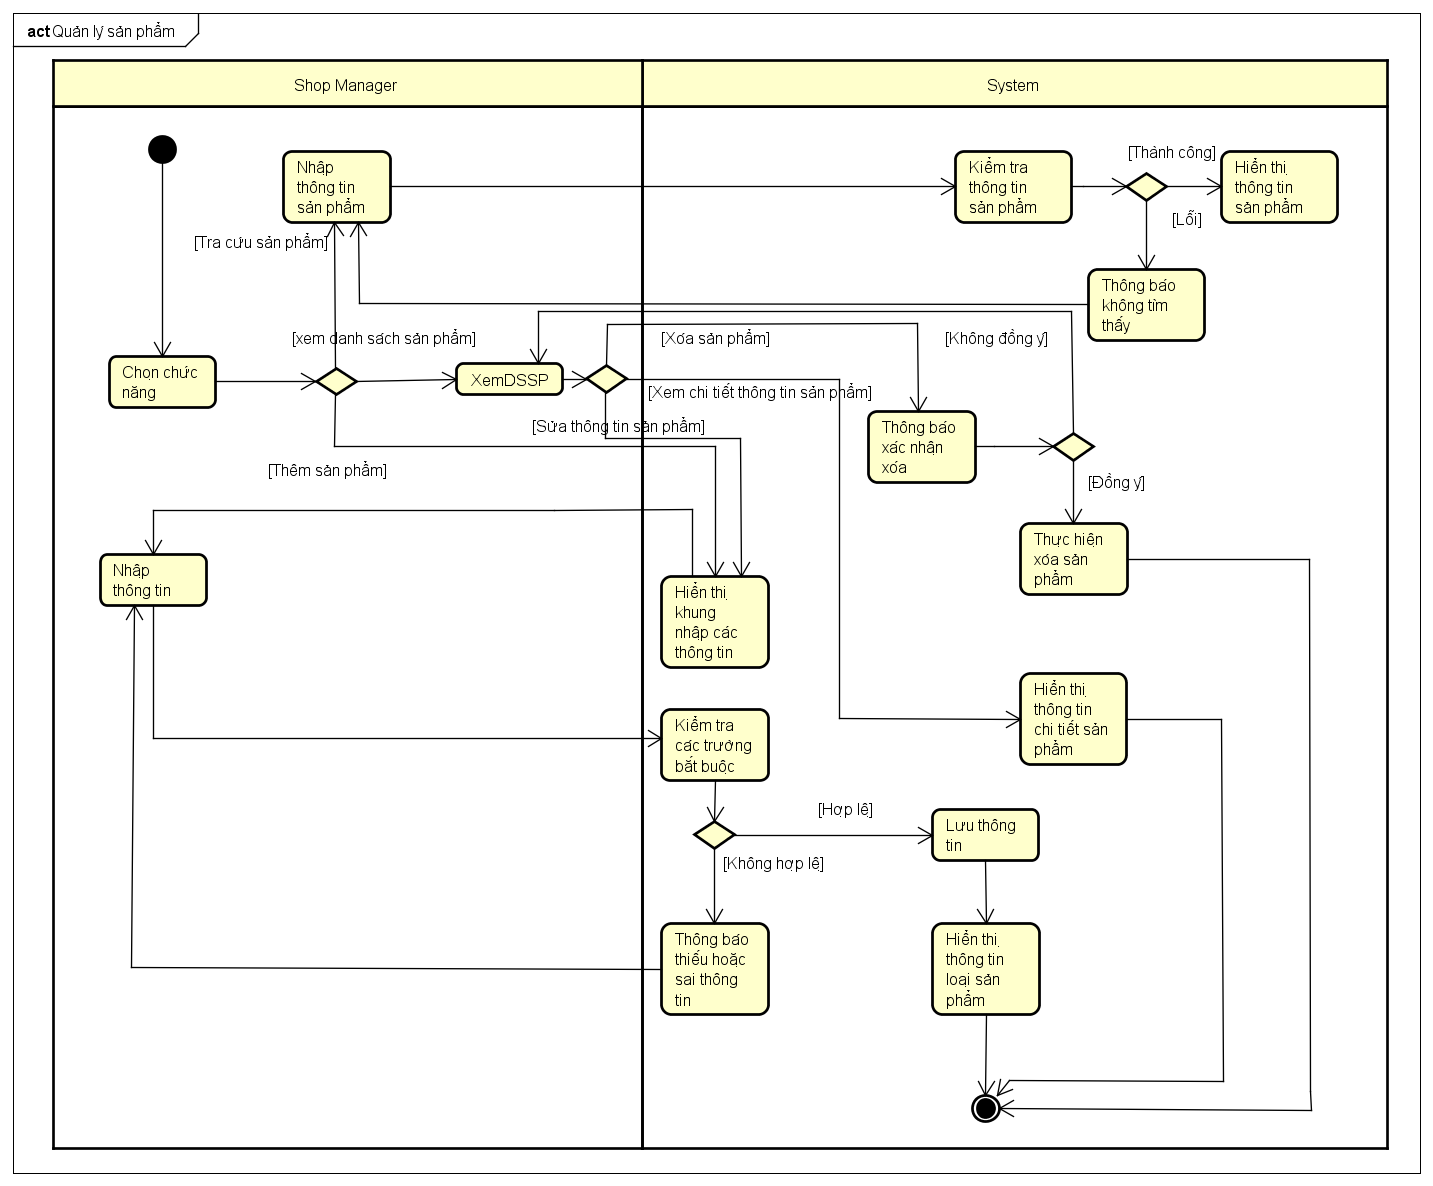 act Quản lý sản phẩm
Shop Manager
System
Nhập
thông tin
sản phẩm
Kiểm tra
thông tin
sản phẩm
[Thành công]
Hiển thị
thông tin
sản phẩm
[Lỗi]
[Tra cứu sản phẩm]
Thông báo
không tìm
thấy
[xem danh sách sản phẩm]
[Xóa sản phẩm]
[Không đồng ý]
Chọn chức
năng
XemDSSP
[Xem chi tiết thông tin sản phẩm]
[Sửa thông tin sản phẩm]
Thông báo
xác nhận
xóa
[Thêm sản phẩm]
[Đồng ý]
Thực hiện
xóa sản
phẩm
Nhập
thông tin
Hiển thị
khung
nhập các
thông tin
Hiển thị
thông tin
chi tiết sản
phẩm
Kiểm tra
các trường
bắt buộc
[Hợp lệ]
Lưu thông
tin
[Không hợp lệ]
Thông báo
thiếu hoặc
sai thông
tin
Hiển thị
thông tin
loại sản
phẩm